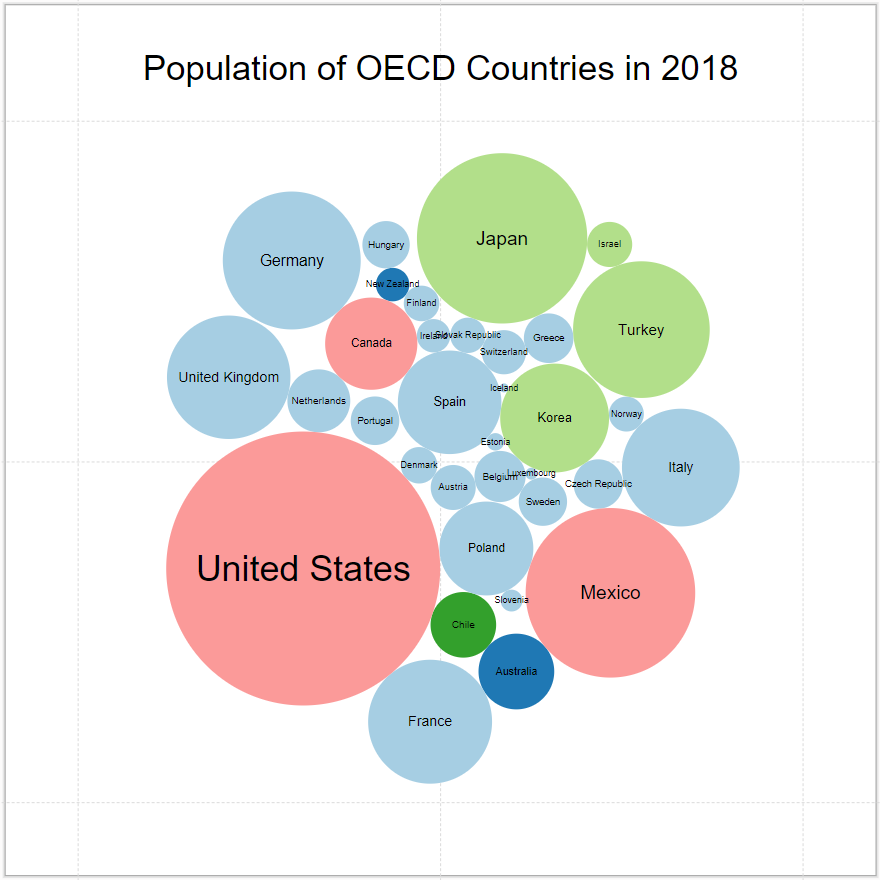 Population of OECD Countries in 2018
Japan
Israel
Hungary
Germany
New Zealand
Finland
Turkey
Ireland
Slovak Republic
Greece
Canada
Switzerland
United Kingdom
Iceland
Netherlands
Spain
Norway
Korea
Portugal
Estonia
Denmark
Italy
Luxembourg
Belgium
Czech Republic
Austria
Sweden
Poland
United States
Mexico
Slovenia
Chile
Australia
France